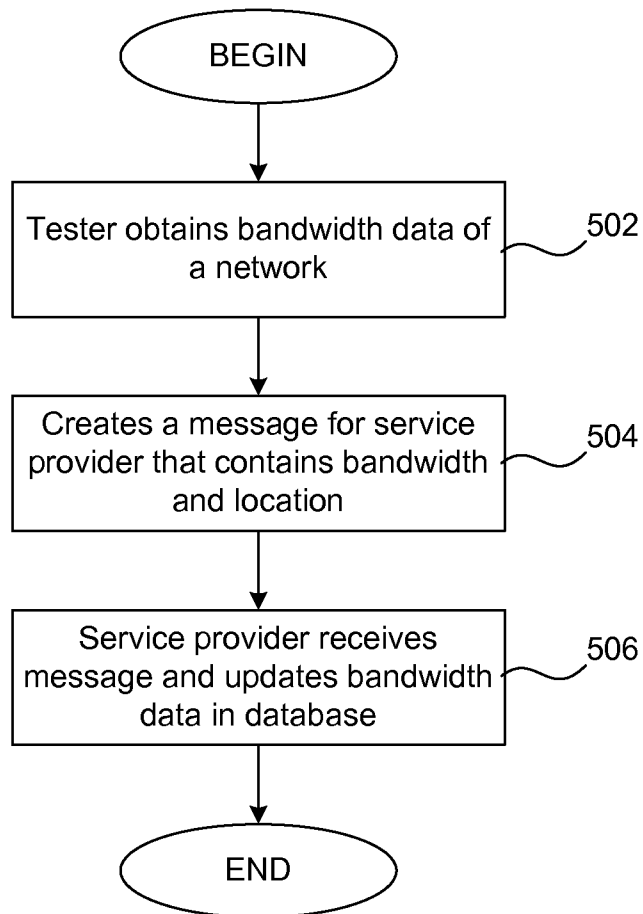 BEGIN
Tester obtains bandwidth data of
a network
502
Creates a message for service
provider that contains bandwidth
and location
504
Service provider receives
message and updates bandwidth
data in database
506
END